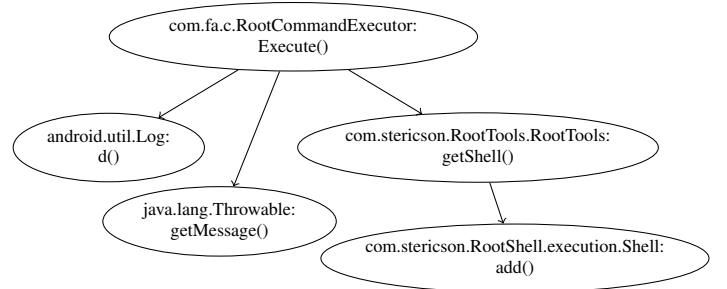 com.fa.c.RootCommandExecutor:
Execute()
android.util.Log:
d()
com.stericson.RootTools.RootTools:
getShell()
java.lang.Throwable:
getMessage()
com.stericson.RootShell.execution.Shell:
add()